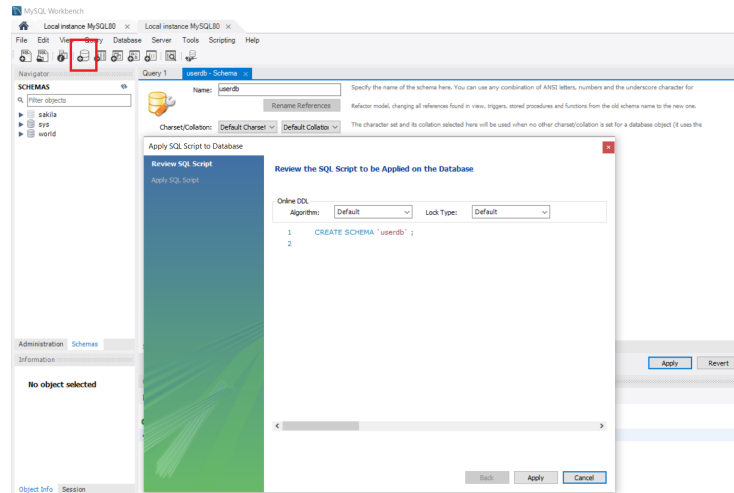 MySQL Workbench
Local instance MySQL80 × Local instance MySQL80 ×
File Edit View Query Database Server Tools Scripting Help
Navigator
Query 1 userdb - Schema ×
SCHEMAS
Filter objects
sakila
sys
world
Name: userdb
Specify the name of the schema here. You can use any combination of ANSI letters, numbers and the underscore character for
Rename References
Refactor model, changing all references found in view, triggers, stored procedures and functions from the old schema name to the new one.
Charset/Collation: Default Charset Default Collation
The character set and its collation selected here will be used when no other charset/collation is set for a database object (it uses the
Apply SQL Script to Database
Review SQL Script
Apply SQL Script
Review the SQL Script to be Applied on the Database
Online DDL
Algorithm: Default Lock Type: Default
1 CREATE SCHEMA `userdb` ;
2
Administration Schemas
Information
No object selected
Apply Revert
Back Apply Cancel
Object Info Session